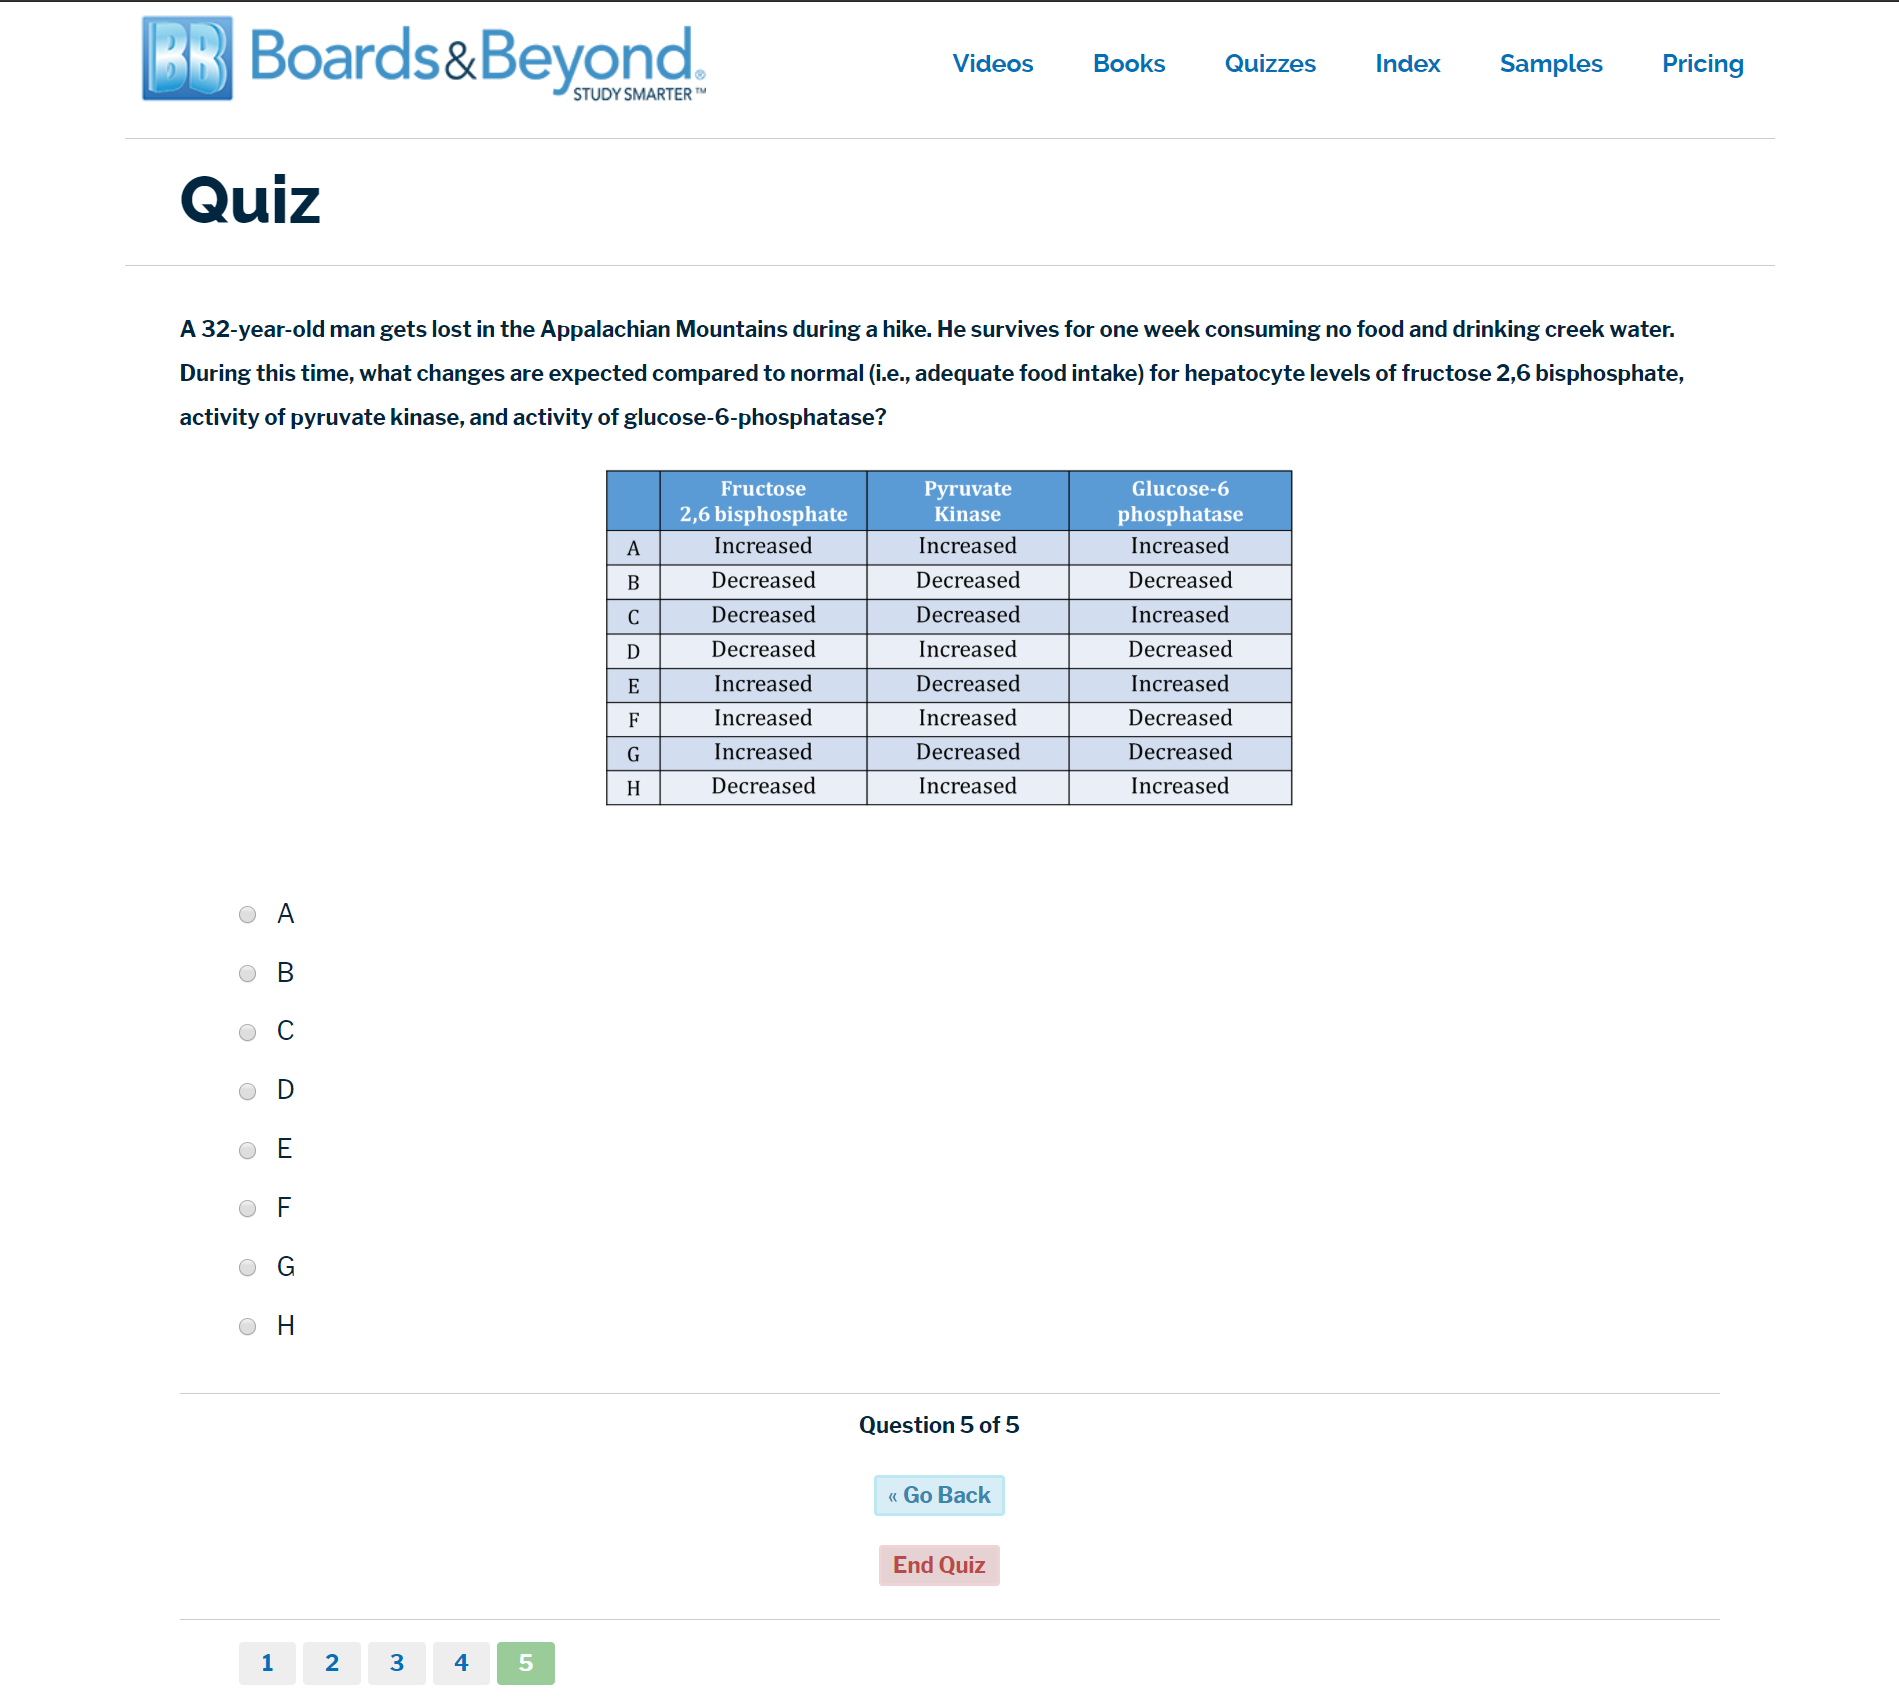 BB Boards&Beyond.®
STUDY SMARTER™
Videos Books Quizzes Index Samples Pricing
Quiz
A 32-year-old man gets lost in the Appalachian Mountains during a hike. He survives for one week consuming no food and drinking creek water.
During this time, what changes are expected compared to normal (i.e., adequate food intake) for hepatocyte levels of fructose 2,6 bisphosphate,
activity of pyruvate kinase, and activity of glucose-6-phosphatase?
Fructose Pyruvate Glucose-6
2,6 bisphosphate Kinase phosphatase
A Increased Increased Increased
B Decreased Decreased Decreased
C Decreased Decreased Increased
D Decreased Increased Decreased
E Increased Decreased Increased
F Increased Increased Decreased
G Increased Decreased Decreased
H Decreased Increased Increased
A
B
C
D
E
F
G
H
Question 5 of 5
« Go Back
End Quiz
1 2 3 4 5